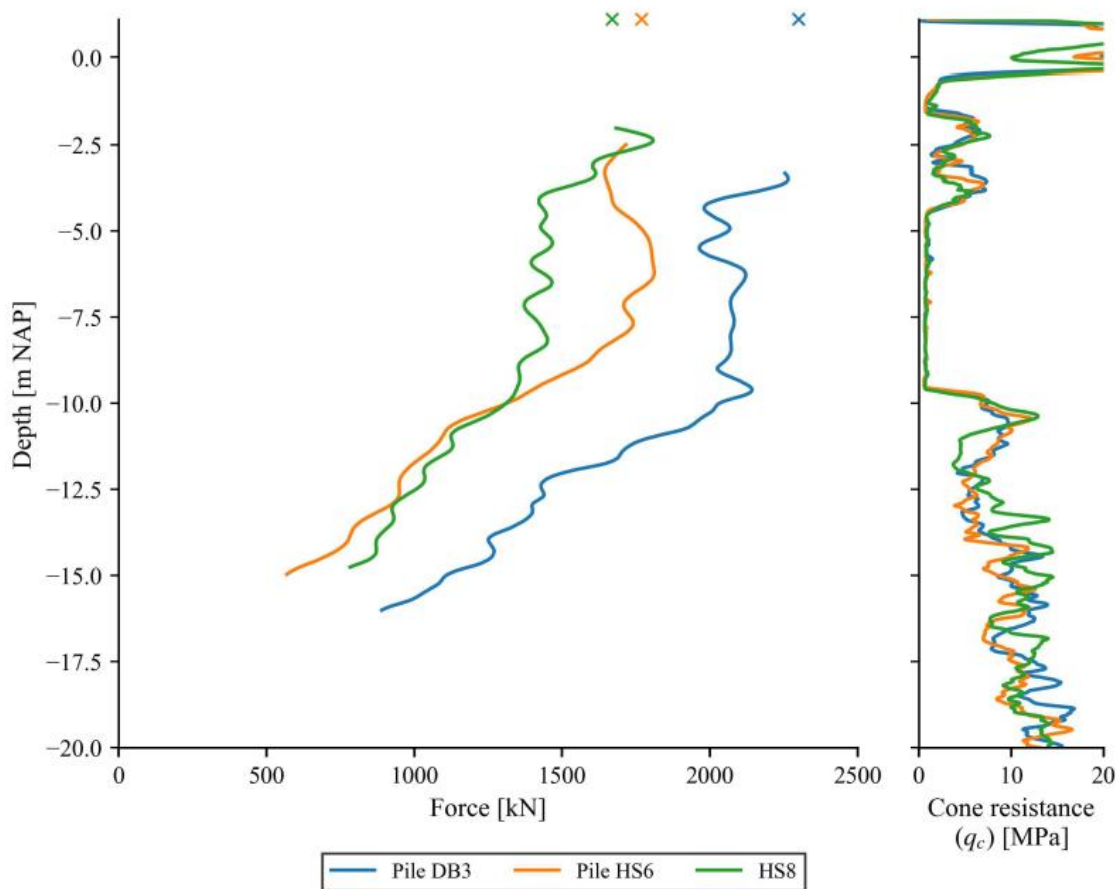 0.0
−2.5
−5.0
−7.5
−10.0
−12.5
−15.0
−17.5
−20.0
Depth [m NAP]
0 500 1000 1500 2000 2500
Force [kN]
0 10 20
Cone resistance
(q_c) [MPa]
Pile DB3 Pile HS6 HS8